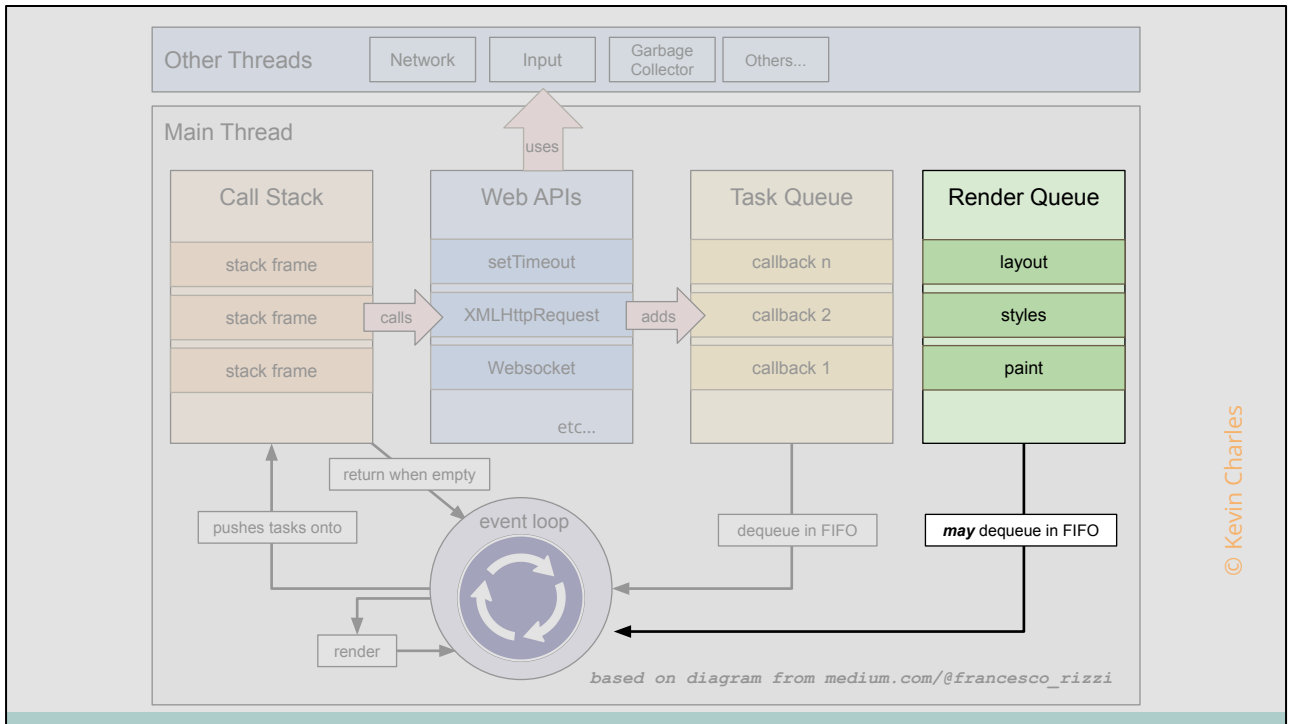 Other Threads
Network
Input
Garbage
Collector
Others...
Main Thread
uses
Call Stack
stack frame
stack frame
stack frame
calls
Web APIs
setTimeout
XMLHttpRequest
Websocket
etc...
adds
Task Queue
callback n
callback 2
callback 1
Render Queue
layout
styles
paint
return when empty
pushes tasks onto
event loop
dequeue in FIFO
may dequeue in FIFO
render
based on diagram from medium.com/@francesco_rizzi
© Kevin Charles